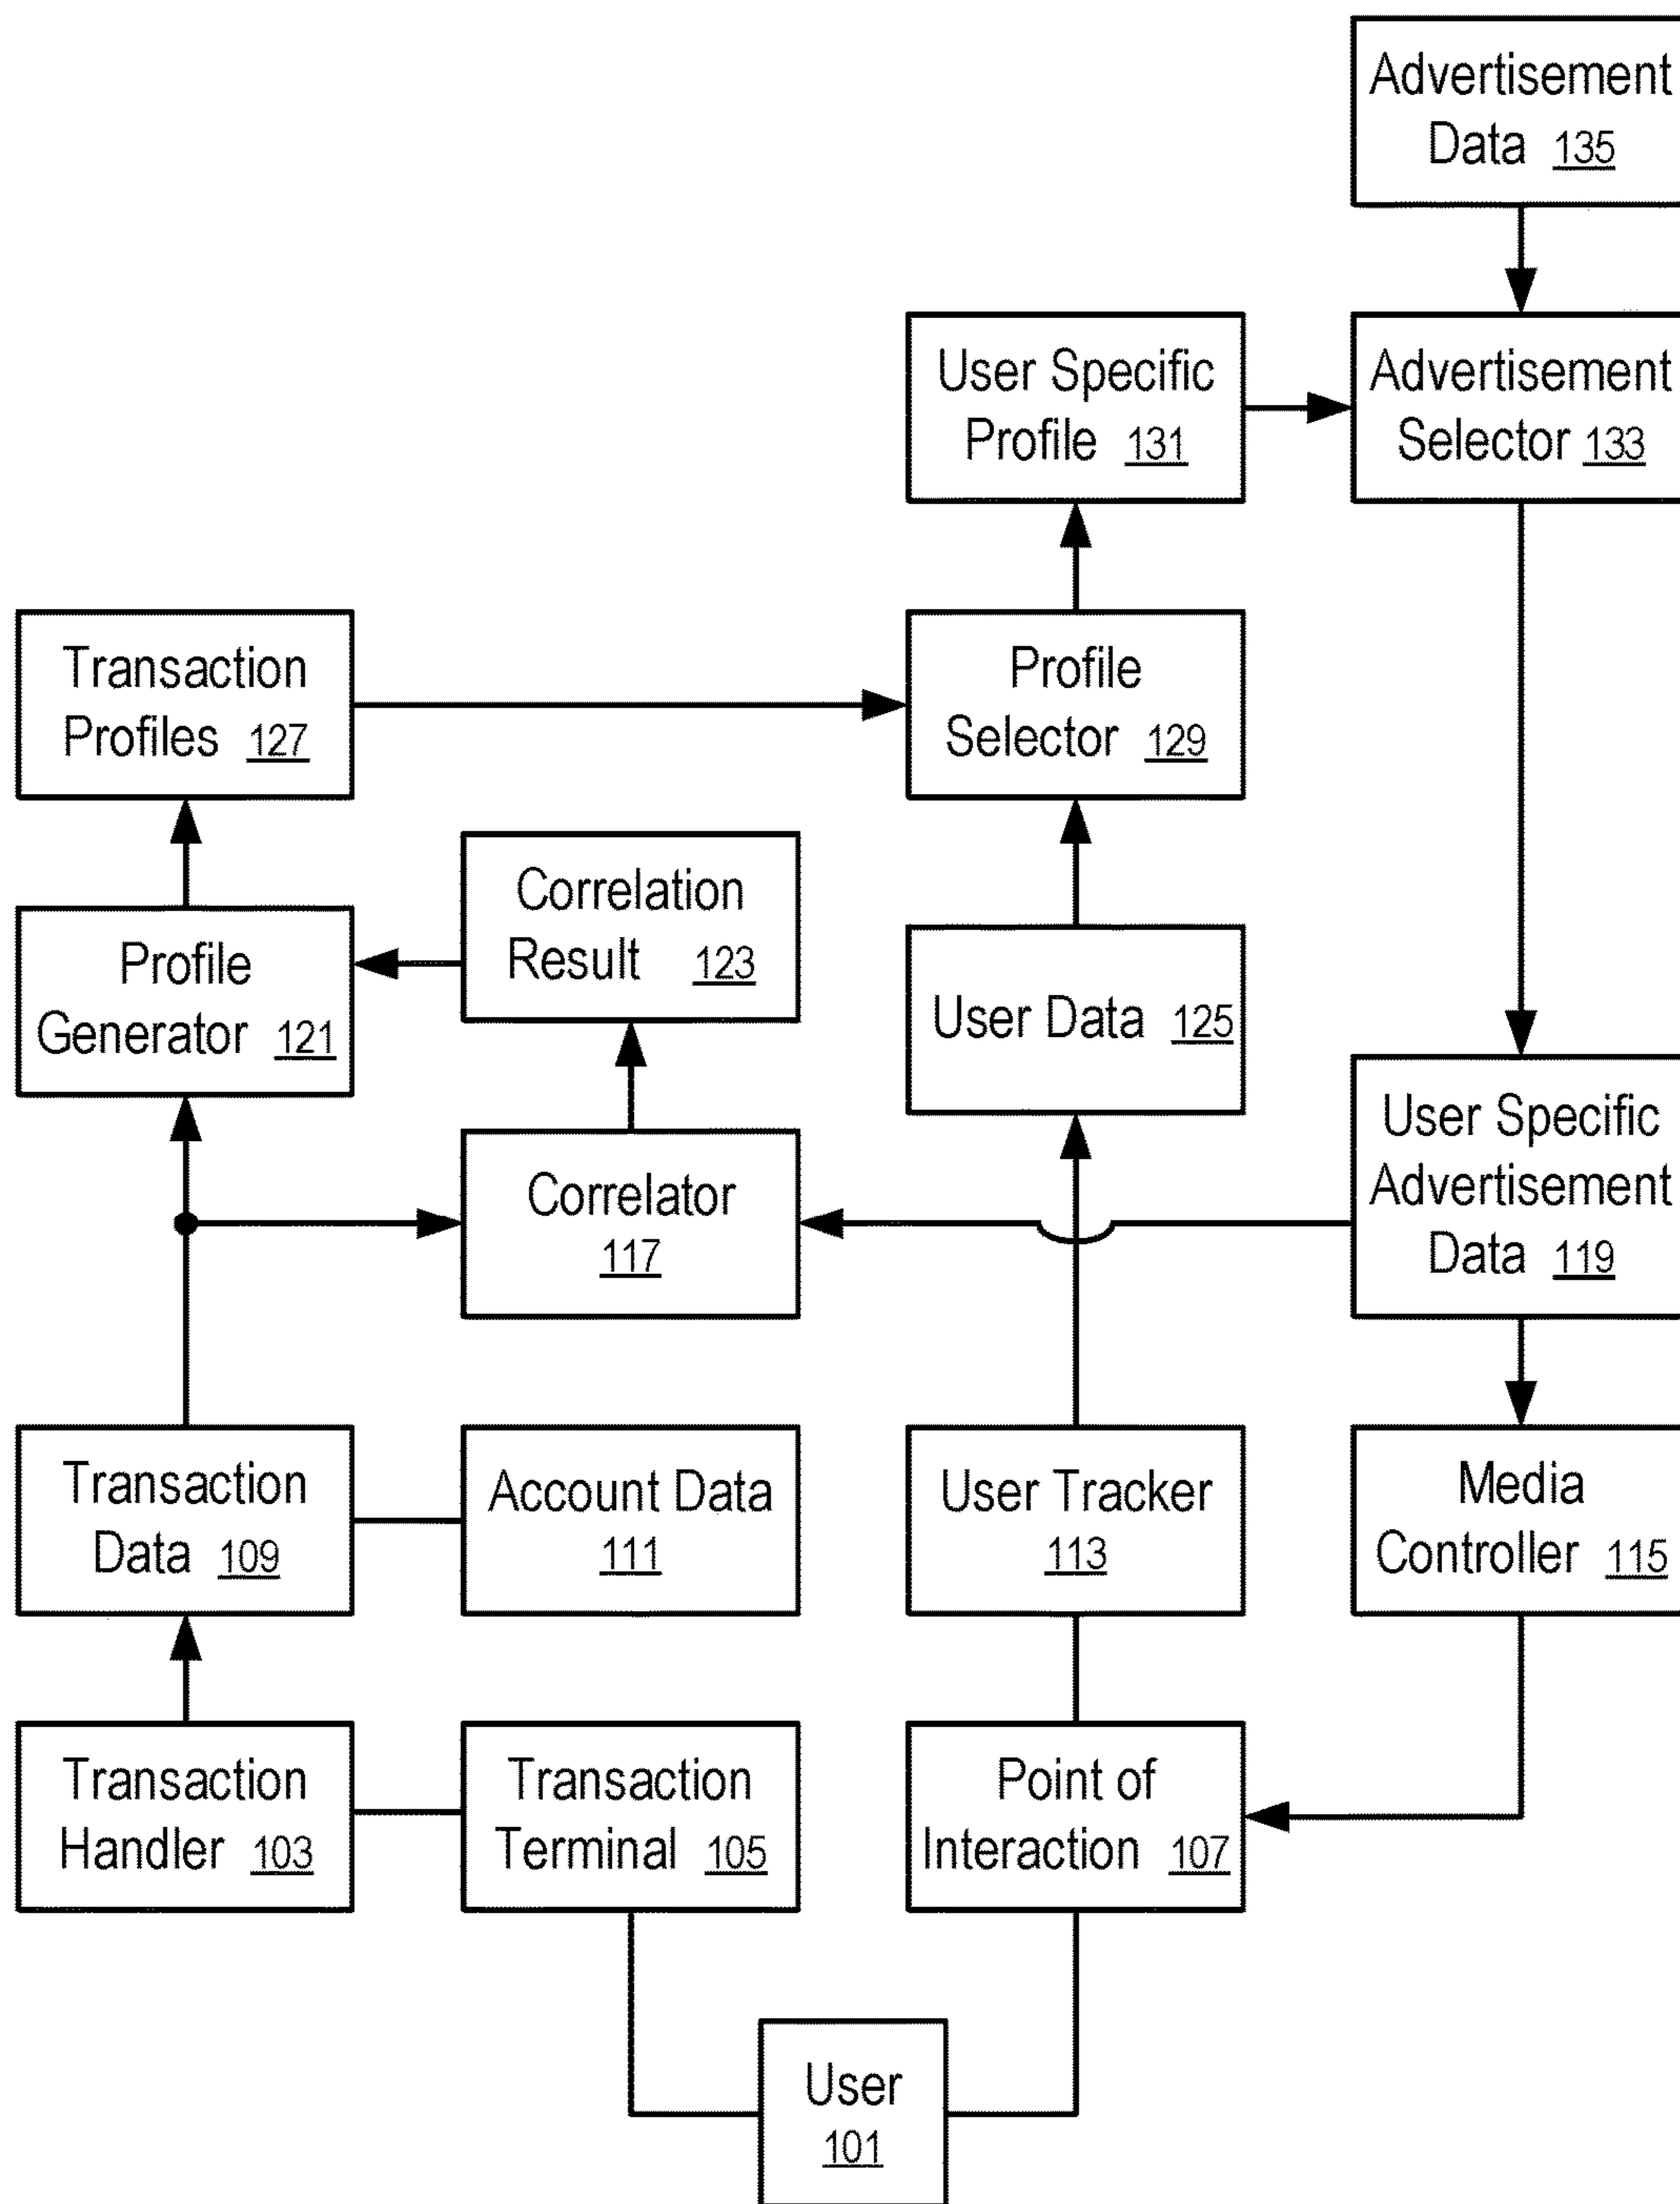 Advertisement
Data 135
User Specific
Profile 131
Advertisement
Selector 133
Transaction
Profiles 127
Profile
Selector 129
Correlation
Result 123
Profile
Generator 121
User Data 125
User Specific
Advertisement
Data 119
Correlator
117
Transaction
Data 109
Account Data
111
User Tracker
113
Media
Controller 115
Transaction
Handler 103
Transaction
Terminal 105
Point of
Interaction 107
User
101